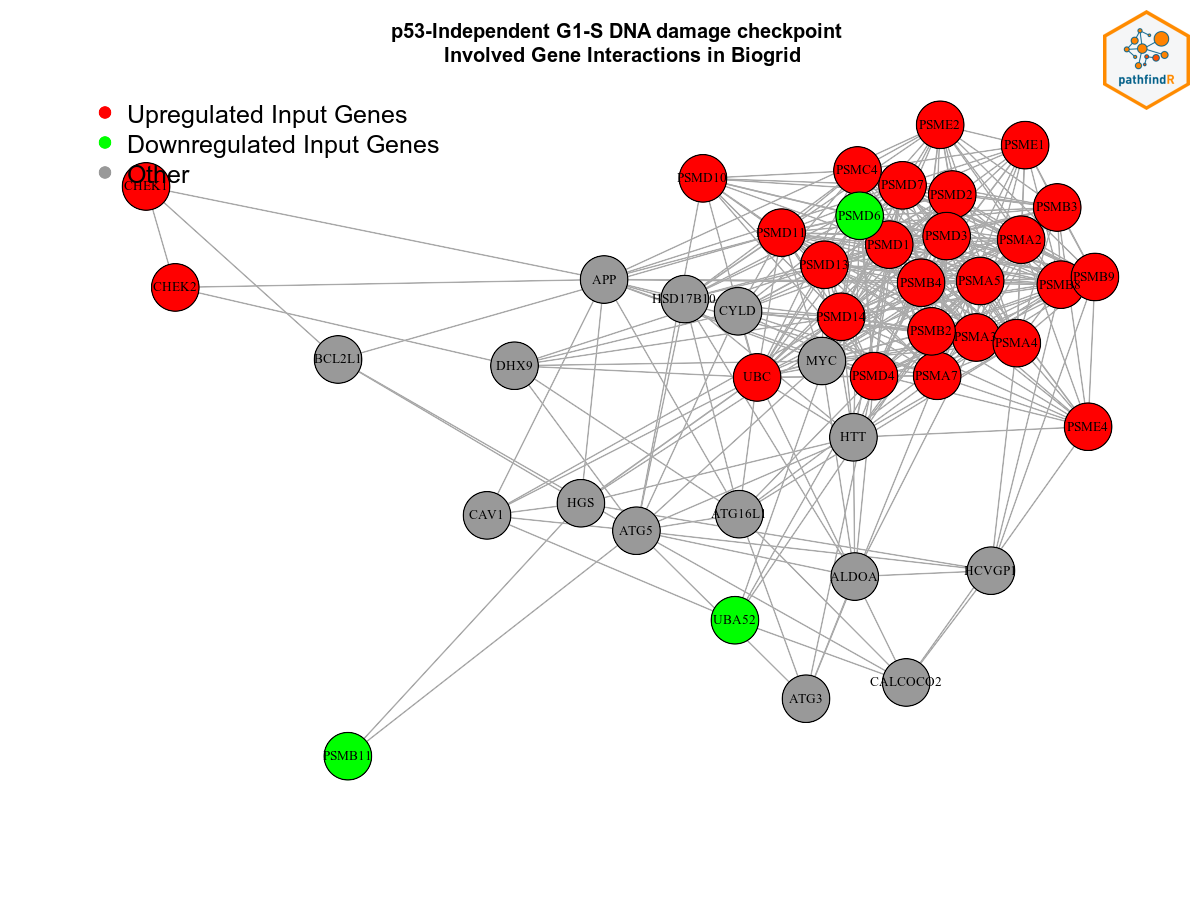 p53-Independent G1-S DNA damage checkpoint
Involved Gene Interactions in Biogrid
pathfindR
Upregulated Input Genes
Downregulated Input Genes
Other
CHEK1
CHEK2
BCL2L1
DHX9
APP
HSD17B10
CYLD
MYC
UBC
HTT
CAV1
HGS
ATG5
ATG16L1
ALDOA
HCVGP1
UBA52
ATG3
CALCOCO2
PSMB11
PSMD10
PSME2
PSME1
PSMC4
PSMD7
PSMD2
PSMB3
PSMD6
PSMD11
PSMD1
PSMD3
PSMA2
PSMD13
PSMB4
PSMA5
PSMB8
PSMB9
PSMD14
PSMB2
PSMA3
PSMA4
PSMD4
PSMA7
PSME4